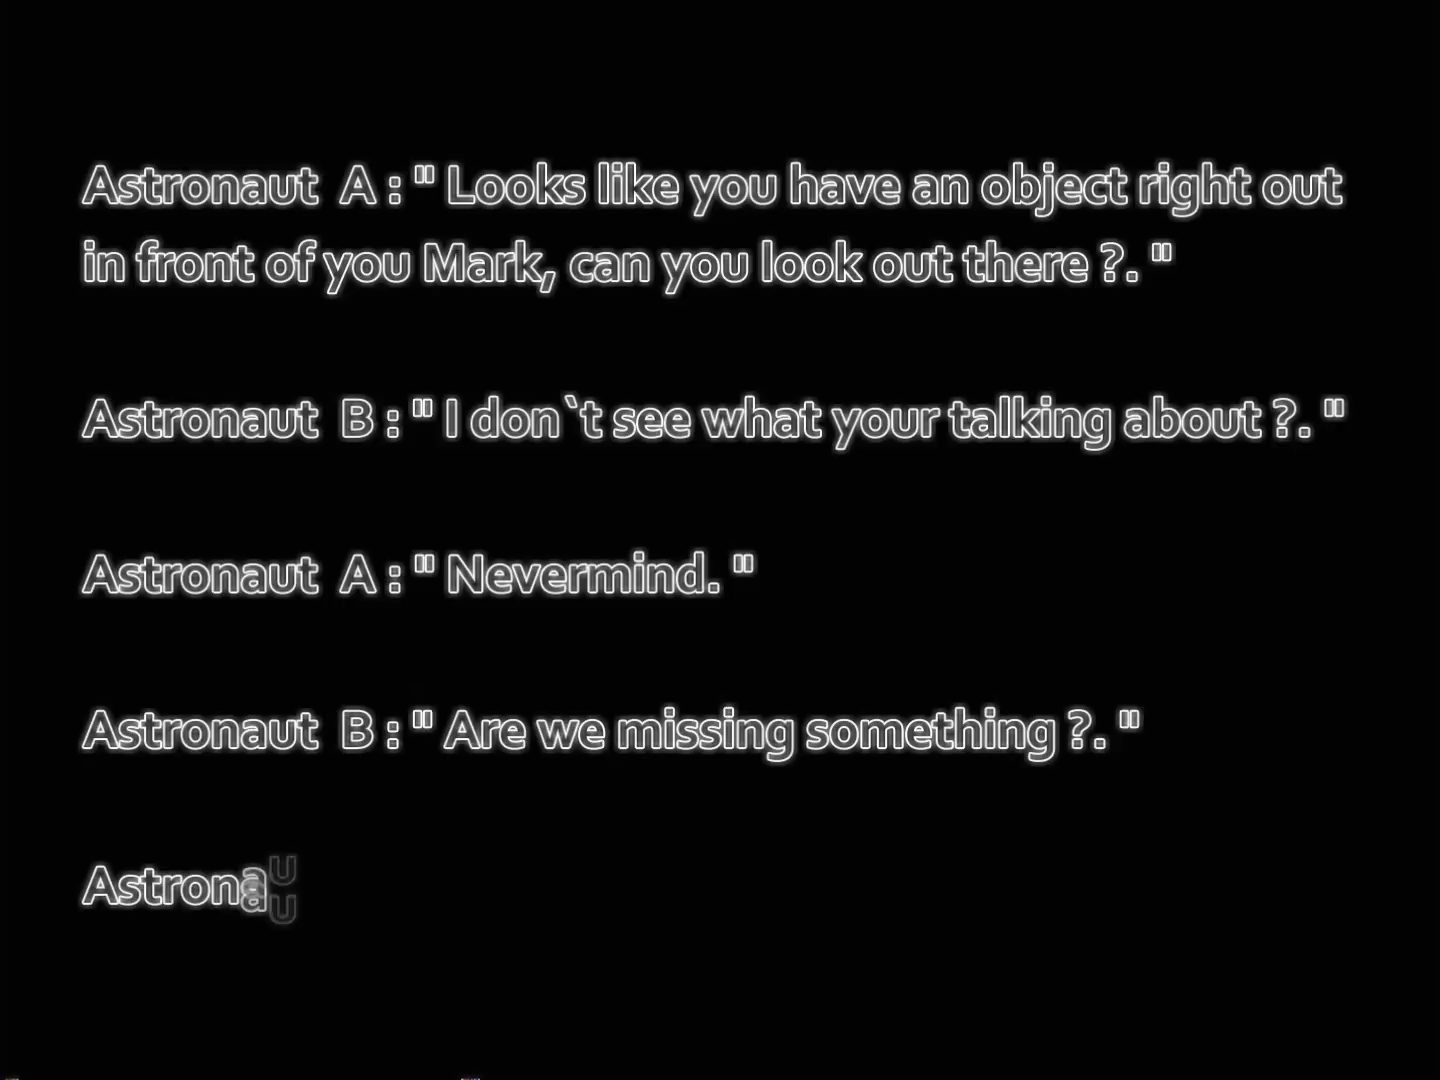 Astronaut A : " Looks like you have an object right out
in front of you Mark, can you look out there ?. "
Astronaut B : " I don`t see what your talking about ?. "
Astronaut A : " Nevermind. "
Astronaut B : " Are we missing something ?. "
Astronau